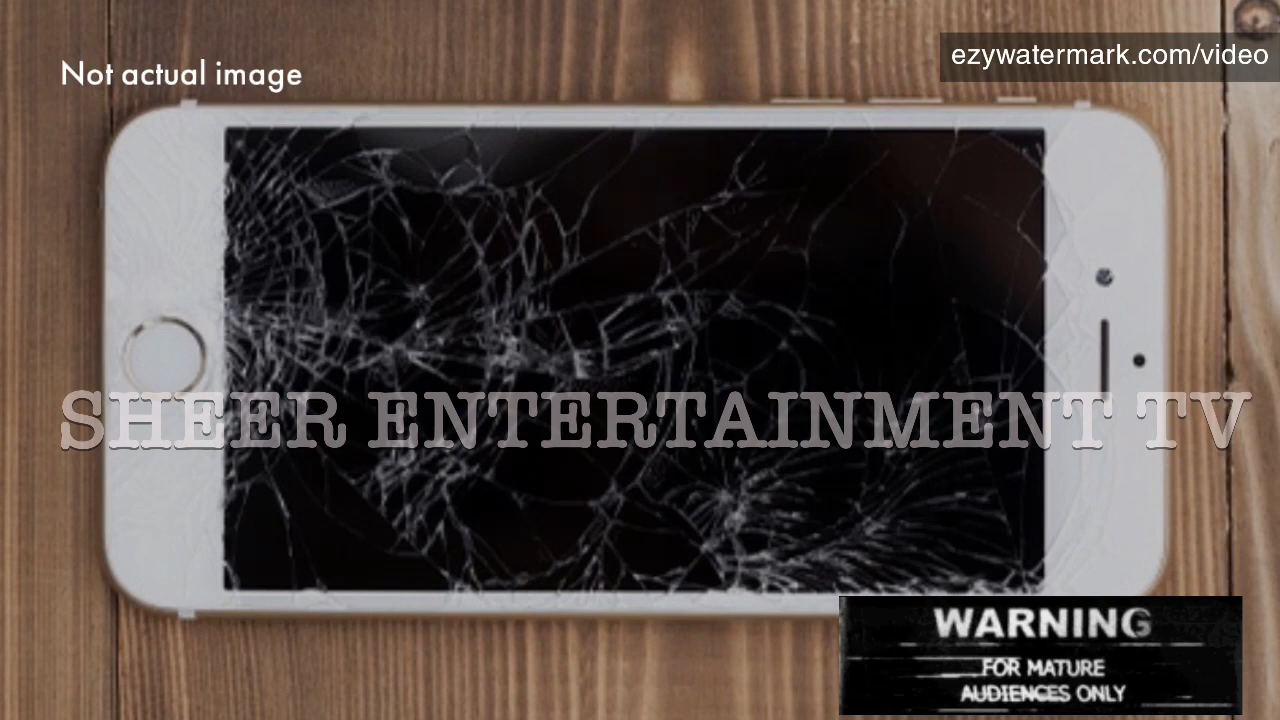 Not actual image
ezywatermark.com/video
SHEER ENTERTAINMENT TV
WARNING
FOR MATURE
AUDIENCES ONLY